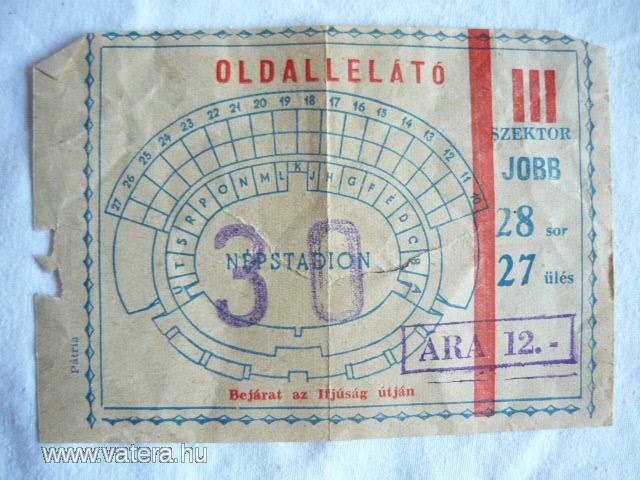 OLDALLELÁTÓ
III
SZEKTOR
JOBB
28 sor
27 ülés
ÁRA 12.-
27 26 25 24 23 22 21 20 19 18 17 16 15 14 13 12 11 10
U T S R P O N M L K J H G F E D C B A
NÉPSTADION
30
Bejárat az Ifjúság útján
Pátria
www.vatera.hu